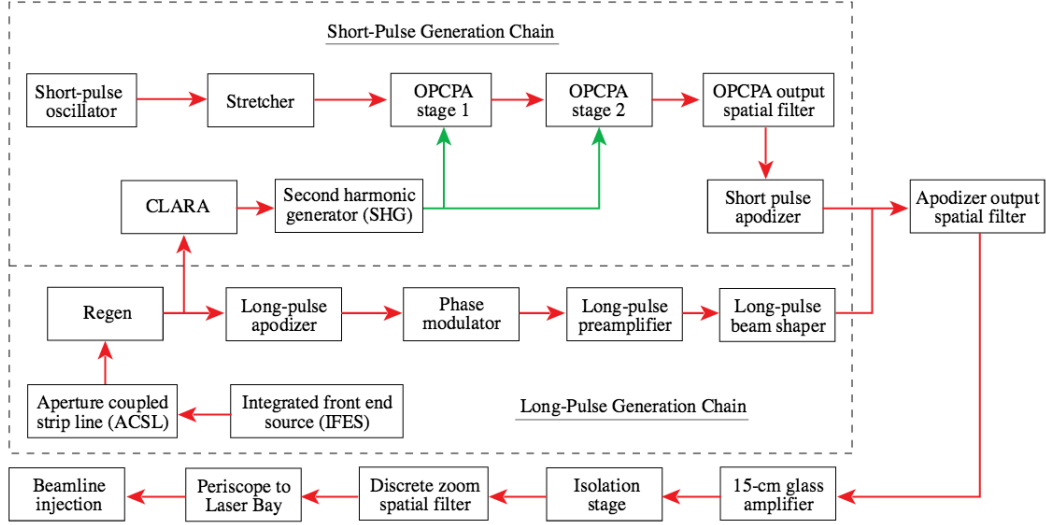 Short-Pulse Generation Chain
Short-pulse
oscillator
Stretcher
OPCPA
stage 1
OPCPA
stage 2
OPCPA output
spatial filter
CLARA
Second harmonic
generator (SHG)
Short pulse
apodizer
Apodizer output
spatial filter
Regen
Long-pulse
apodizer
Phase
modulator
Long-pulse
preamplifier
Long-pulse
beam shaper
Aperture coupled
strip line (ACSL)
Integrated front end
source (IFES)
Long-Pulse Generation Chain
Beamline
injection
Periscope to
Laser Bay
Discrete zoom
spatial filter
Isolation
stage
15-cm glass
amplifier